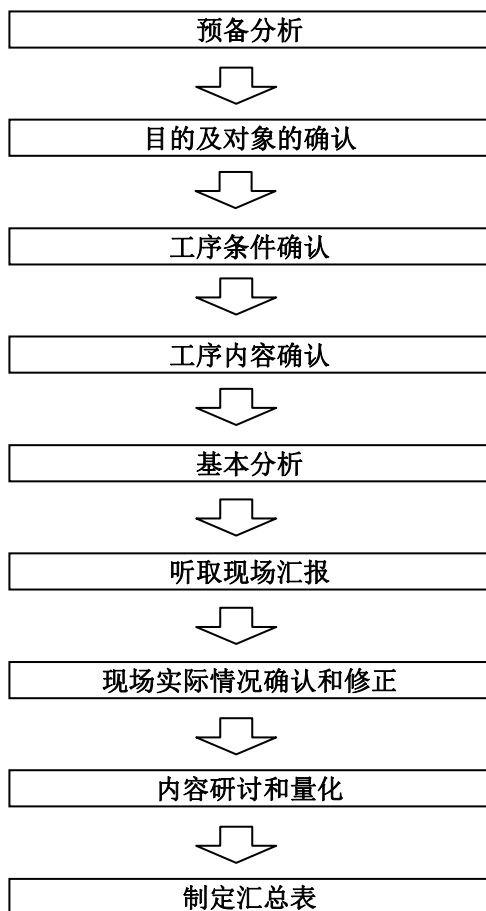 预备分析
目的及对象的确认
工序条件确认
工序内容确认
基本分析
听取现场汇报
现场实际情况确认和修正
内容研讨和量化
制定汇总表